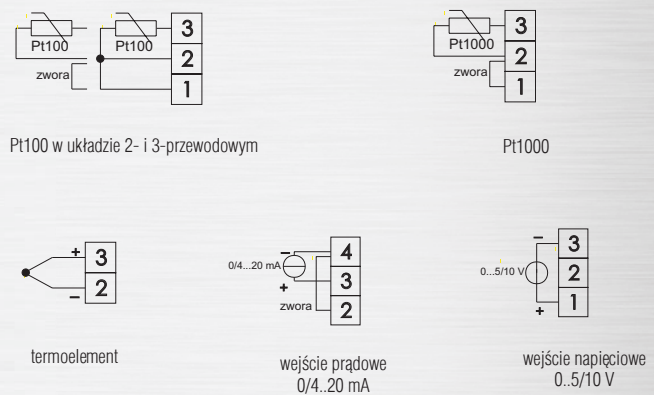 Pt100 Pt100 3
2
zwora
1
Pt100 w układzie 2- i 3-przewodowym
Pt1000 3
2
zwora
1
Pt1000
+ 3
– 2
termoelement
– 4
0/4...20 mA
3
+
zwora 2
wejście prądowe
0/4..20 mA
– 3
0...5/10 V 2
+ 1
wejście napięciowe
0..5/10 V